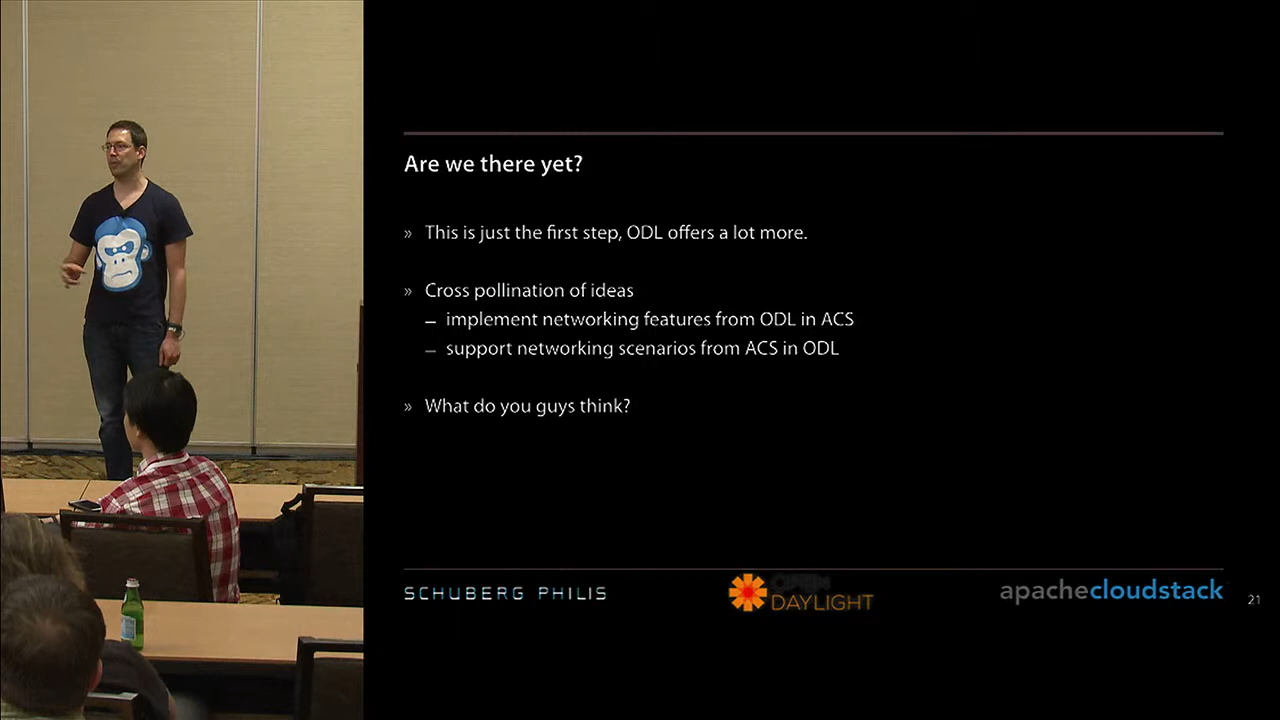 Are we there yet?
» This is just the first step, ODL offers a lot more.
» Cross pollination of ideas
– implement networking features from ODL in ACS
– support networking scenarios from ACS in ODL
» What do you guys think?
SCHUBERG PHILIS
OPEN
DAYLIGHT
apachecloudstack
21